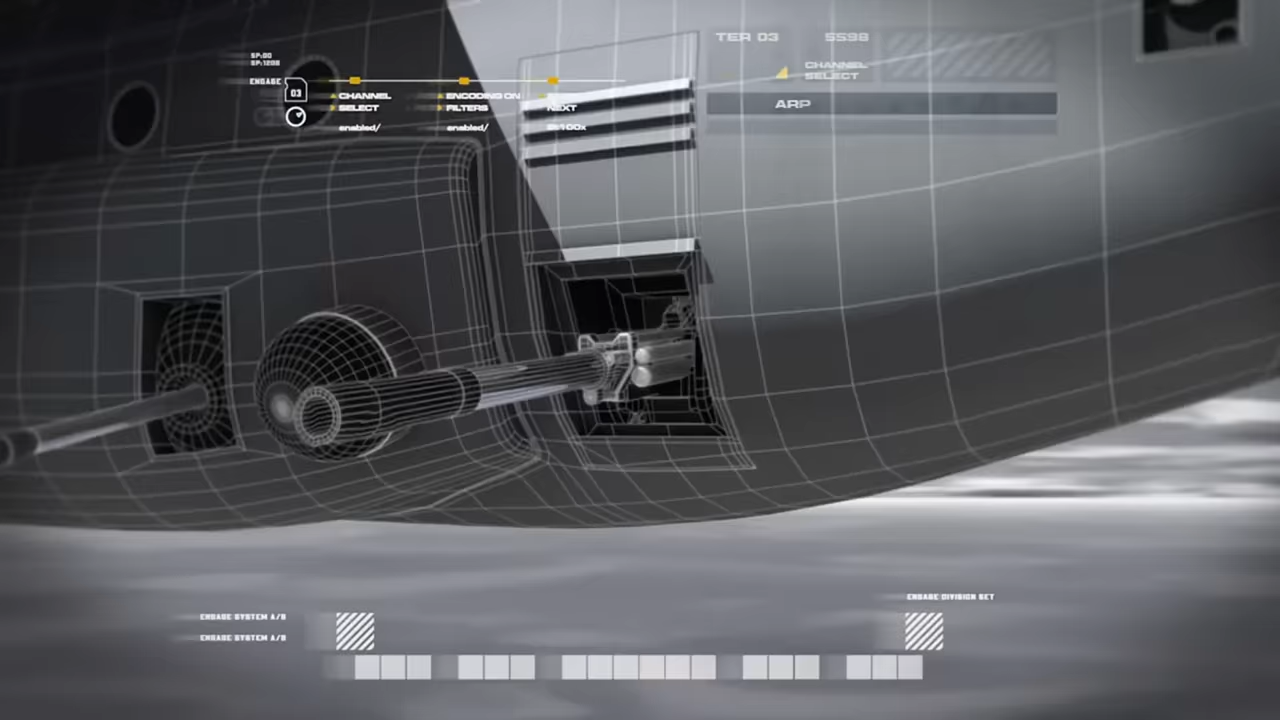 SP:00
SP:1208
ENGAGE
03
CHANNEL
SELECT
enabled/
ENCODING ON
FILTERS
enabled/
NEXT
TER 03 5598
CHANNEL
SELECT
ARP
ENGAGE DIVISION SET
ENGAGE SYSTEM A/B
ENGAGE SYSTEM A/B